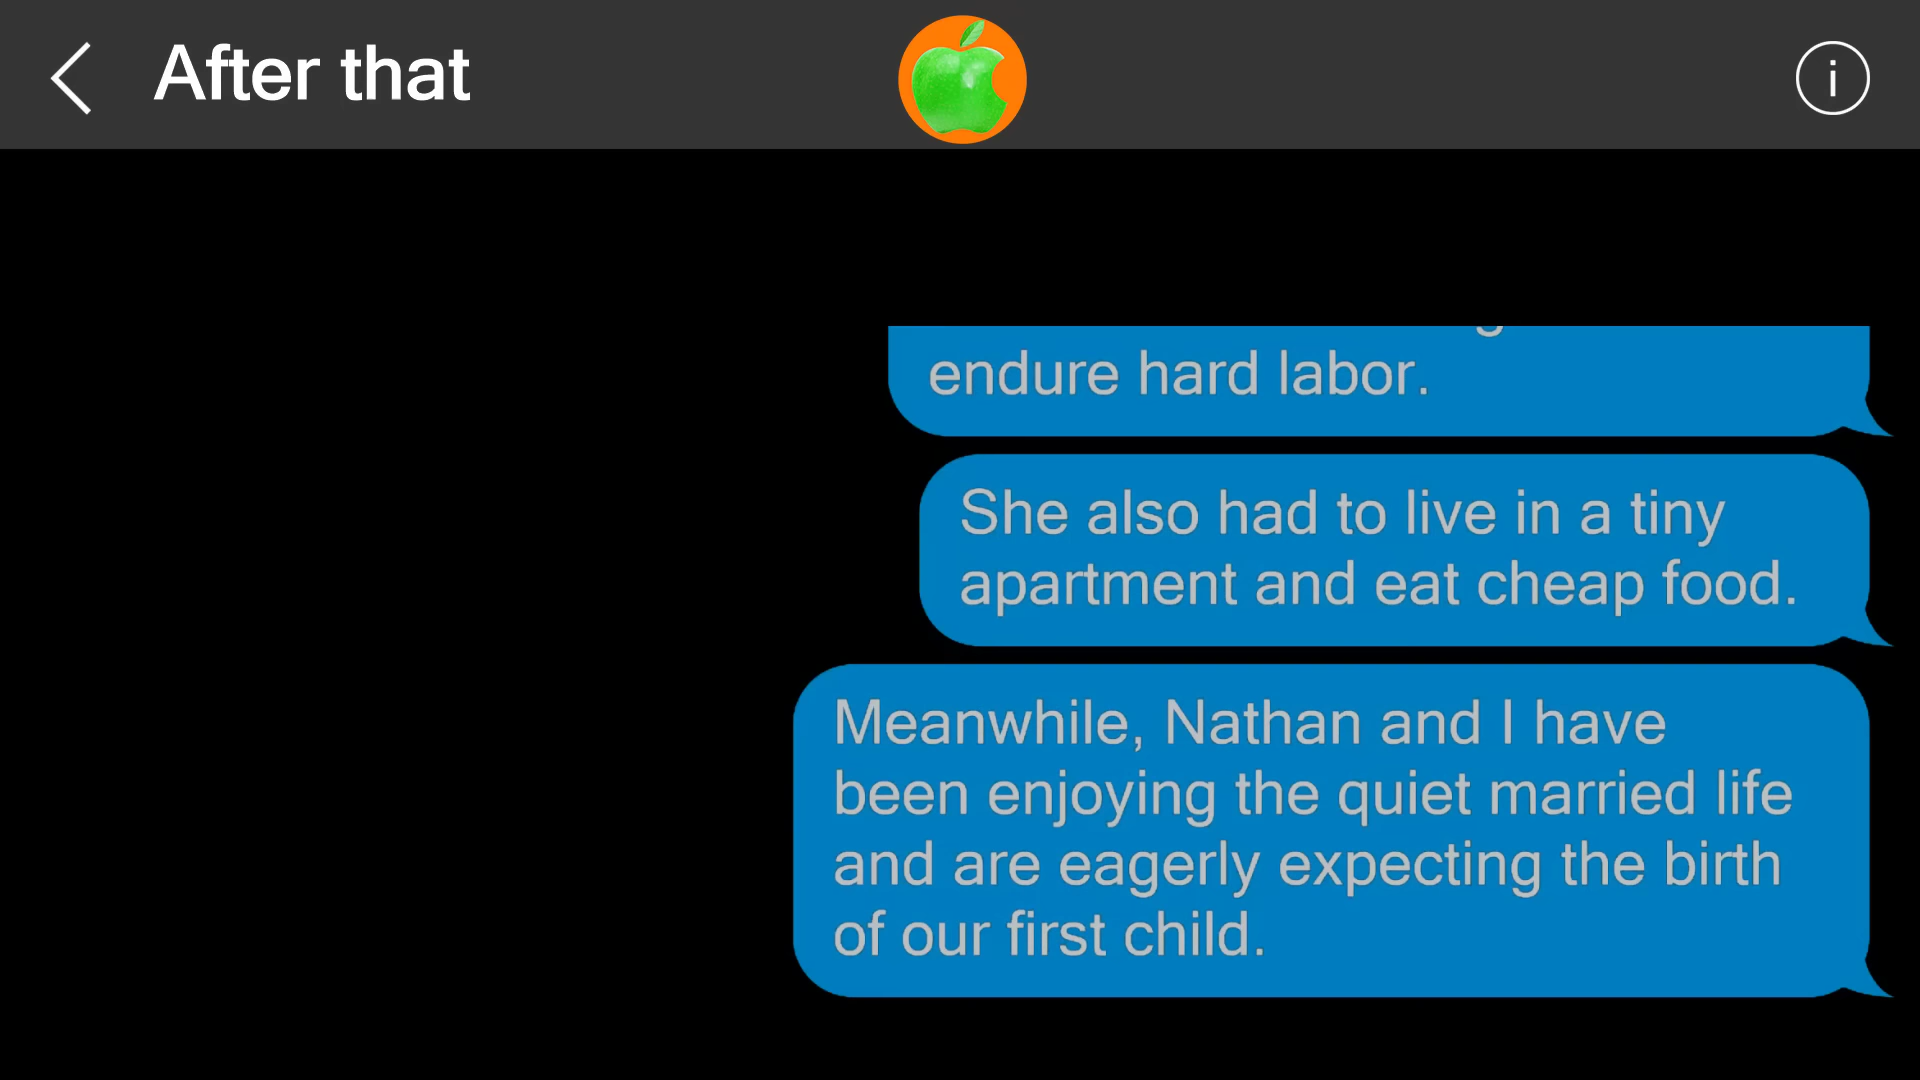 After that
endure hard labor.
She also had to live in a tiny
apartment and eat cheap food.
Meanwhile, Nathan and I have
been enjoying the quiet married life
and are eagerly expecting the birth
of our first child.